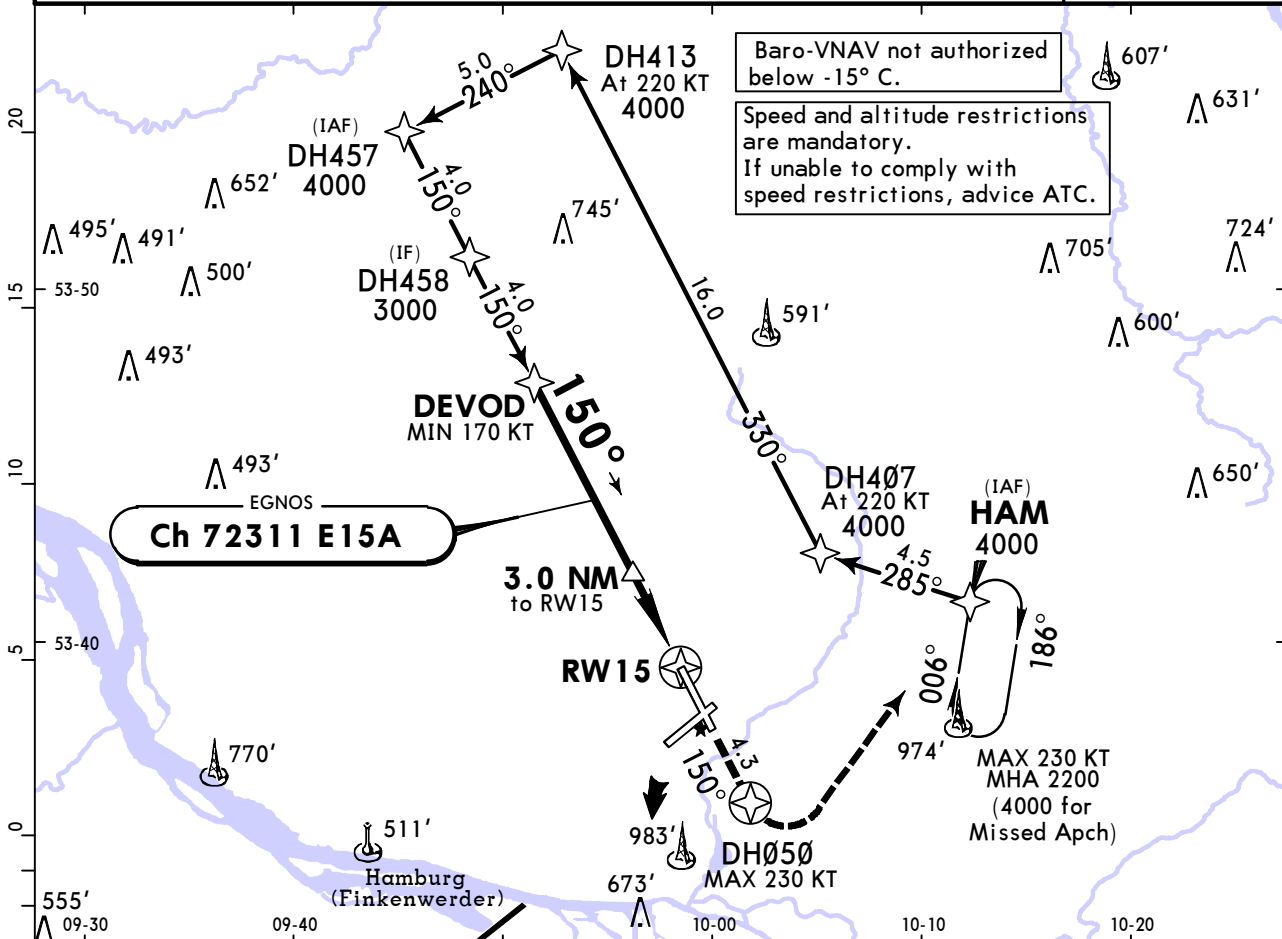 DH413
At 220 KT
4000
Baro-VNAV not authorized
below -15° C.
607'
631'
5.0
240°
20
(IAF)
DH457
4000
Speed and altitude restrictions
are mandatory.
If unable to comply with
speed restrictions, advice ATC.
652'
4.0
150°
745'
495'
491'
500'
(IF)
DH458
3000
705'
724'
15
53-50
4.0
150°
16.0
591'
600'
493'
DEVOD
MIN 170 KT
150°
330°
493'
10
EGNOS
Ch 72311 E15A
DH4Ø7
At 220 KT
4000
(IAF)
HAM
4000
650'
4.5
285°
3.0 NM
to RW15
53-40
5
RW15
006°
186°
770'
4.3
150°
974'
MAX 230 KT
MHA 2200
(4000 for
Missed Apch)
0
511'
983'
DHØ5Ø
MAX 230 KT
Hamburg
(Finkenwerder)
673'
555'
09-30
09-40
10-00
10-10
10-20